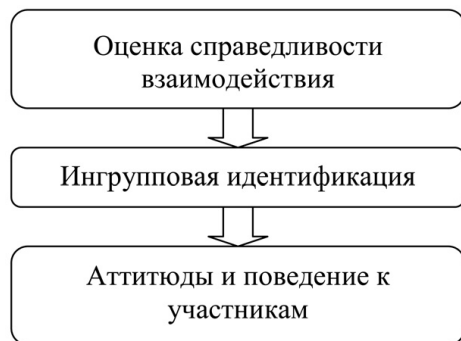 Оценка справедливости
взаимодействия
Ингрупповая идентификация
Аттитюды и поведение к
участникам